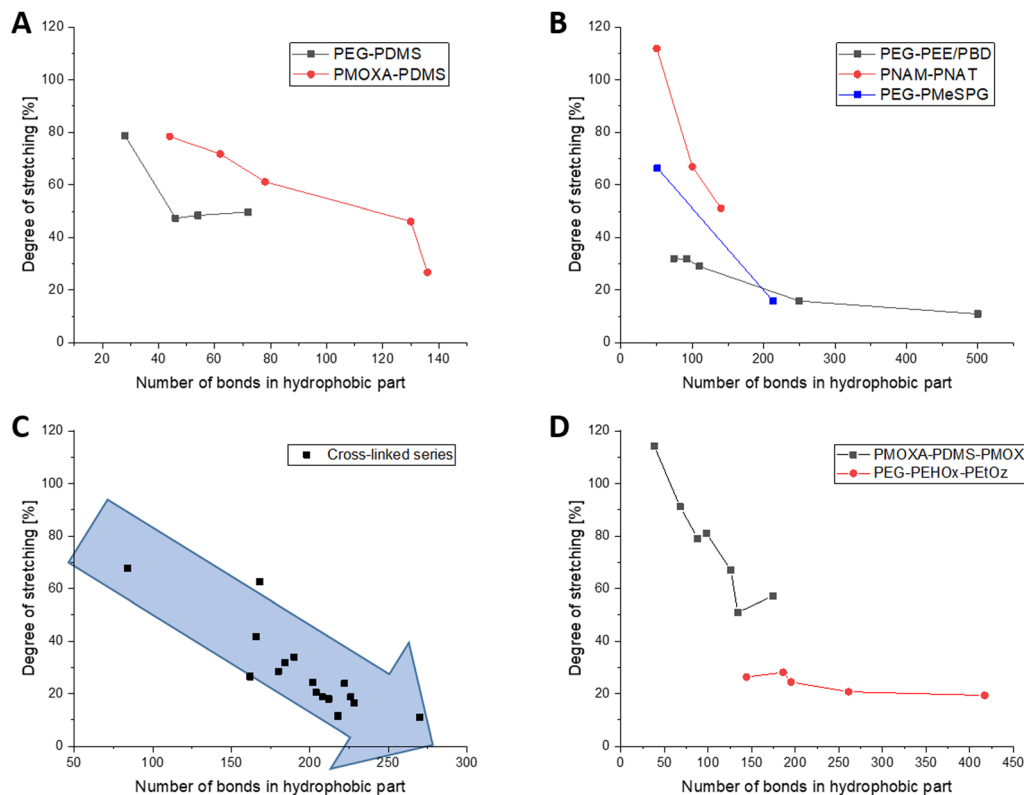 A
120
100
80
60
40
20
0
Degree of stretching [%]
PEG-PDMS
PMOXA-PDMS
20 40 60 80 100 120 140
Number of bonds in hydrophobic part
B
120
100
80
60
40
20
0
Degree of stretching [%]
PEG-PEE/PBD
PNAM-PNAT
PEG-PMeSPG
0 100 200 300 400 500
Number of bonds in hydrophobic part
C
120
100
80
60
40
20
0
Degree of stretching [%]
Cross-linked series
50 100 150 200 250 300
Number of bonds in hydrophobic part
D
120
100
80
60
40
20
0
Degree of stretching [%]
PMOXA-PDMS-PMOX
PEG-PEHOx-PEtOz
0 50 100 150 200 250 300 350 400 450
Number of bonds in hydrophobic part